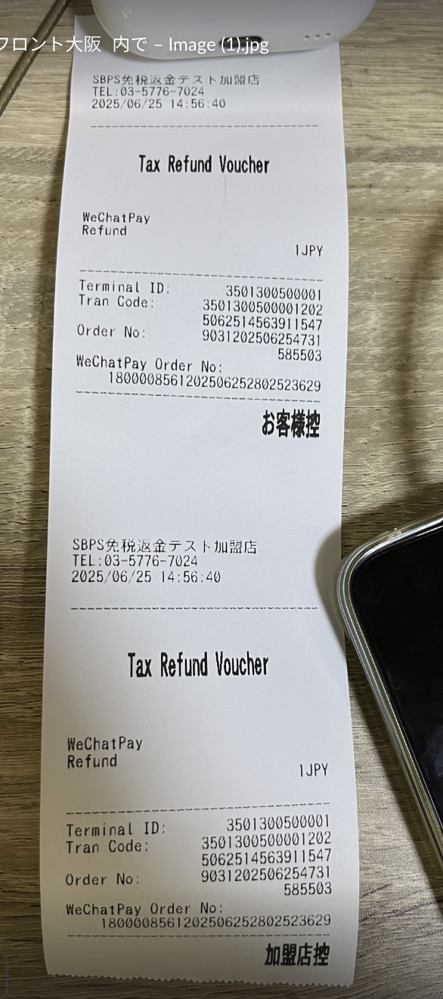 フロント大阪 内で – Image (1).jpg
SBPS免税返金テスト加盟店
TEL:03-5776-7024
2025/06/25 14:56:40
Tax Refund Voucher
WeChatPay
Refund
1JPY
Terminal ID: 3501300500001
Tran Code: 3501300500001202
5062514563911547
Order No: 9031202506254731
585503
WeChatPay Order No:
1800008561202506252802523629
お客様控
SBPS免税返金テスト加盟店
TEL:03-5776-7024
2025/06/25 14:56:40
Tax Refund Voucher
WeChatPay
Refund
1JPY
Terminal ID: 3501300500001
Tran Code: 3501300500001202
5062514563911547
Order No: 9031202506254731
585503
WeChatPay Order No:
1800008561202506252802523629
加盟店控